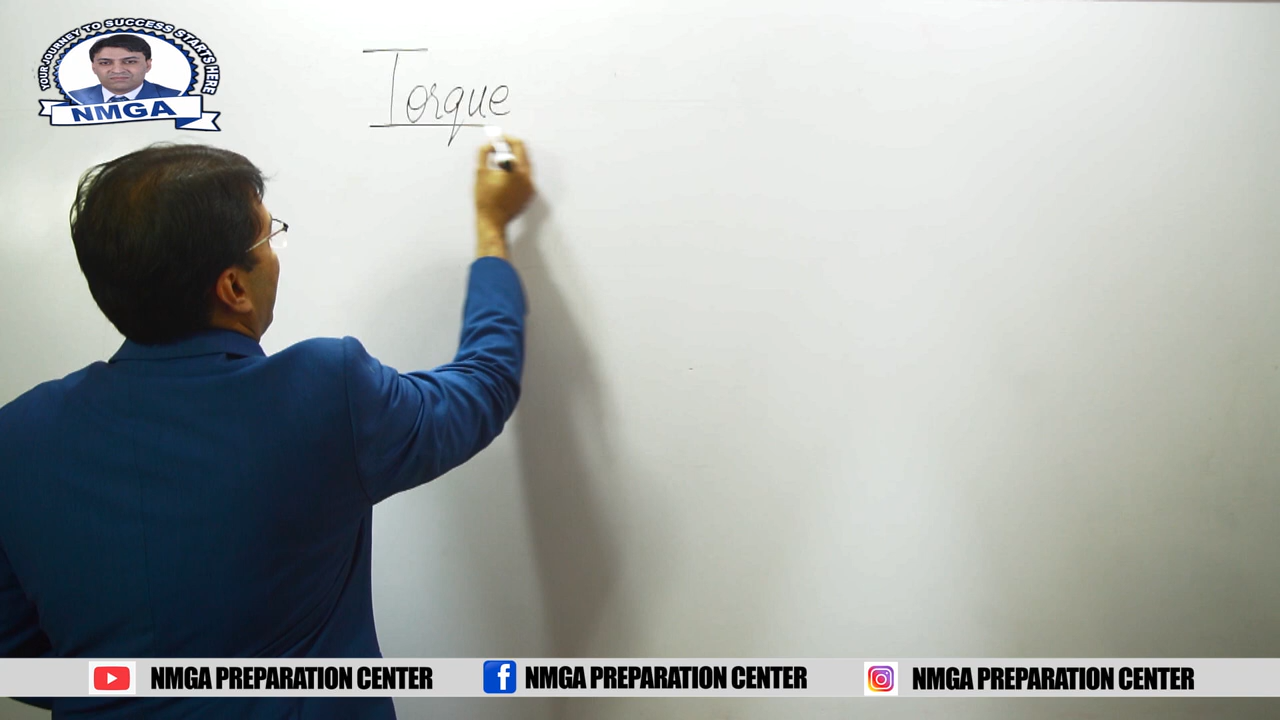 YOUR JOURNEY TO SUCCESS STARTS HERE
NMGA
Torque
NMGA PREPARATION CENTER
NMGA PREPARATION CENTER
NMGA PREPARATION CENTER